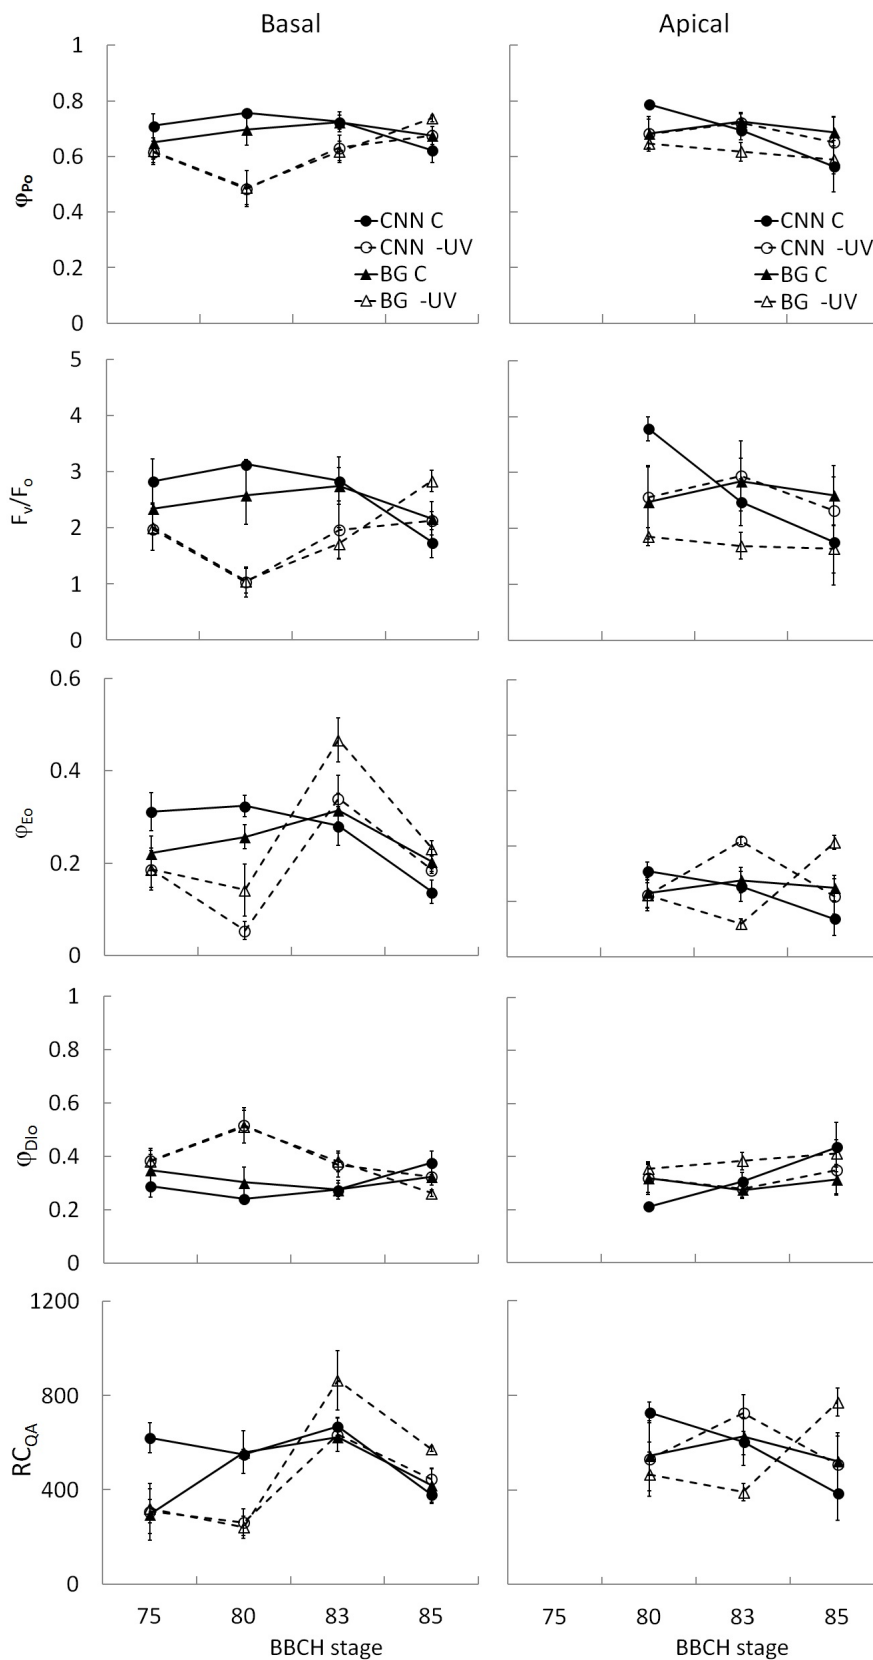 Basal
Apical
1
0.8
0.6
0.4
0.2
0
φPo
CNN C
CNN -UV
BG C
BG -UV
CNN C
CNN -UV
BG C
BG -UV
5
4
3
2
1
0
Fv/Fo
0.6
0.4
0.2
0
φEo
1
0.8
0.6
0.4
0.2
0
φDIo
1200
800
400
0
RCQA
75 80 83 85
BBCH stage
75 80 83 85
BBCH stage